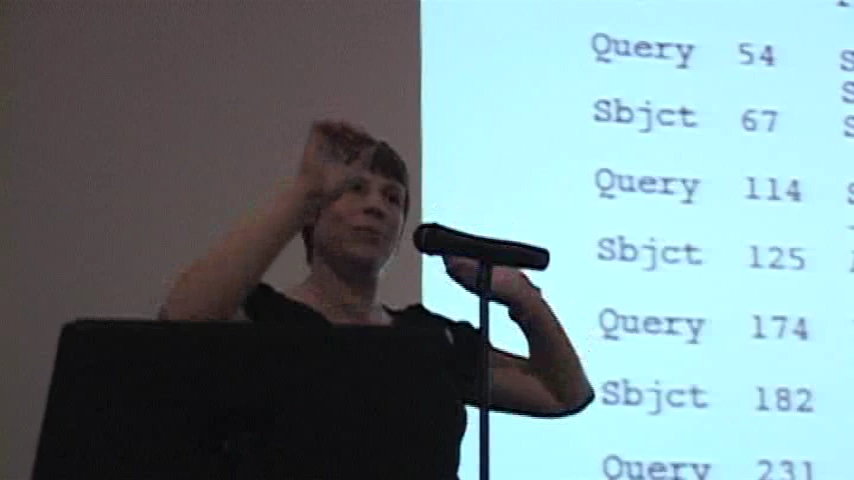 Query 54 S
Sbjct 67 S
Query 114
Sbjct 125
Query 174
Sbjct 182
Query 231